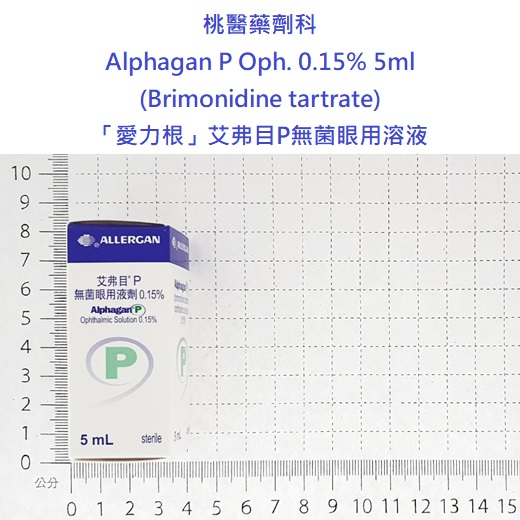 桃醫藥劑科
Alphagan P Oph. 0.15% 5ml
(Brimonidine tartrate)
「愛力根」艾弗目P無菌眼用溶液
10
9
8
7
6
5
4
3
2
1
0
公分
ALLERGAN
艾弗目® P
無菌眼用液劑 0.15%
Alphagan® P
Ophthalmic Solution 0.15%
P
5 mL sterile
ALLERGAN
0 1 2 3 4 5 6 7 8 9 10 11 12 13 14 15